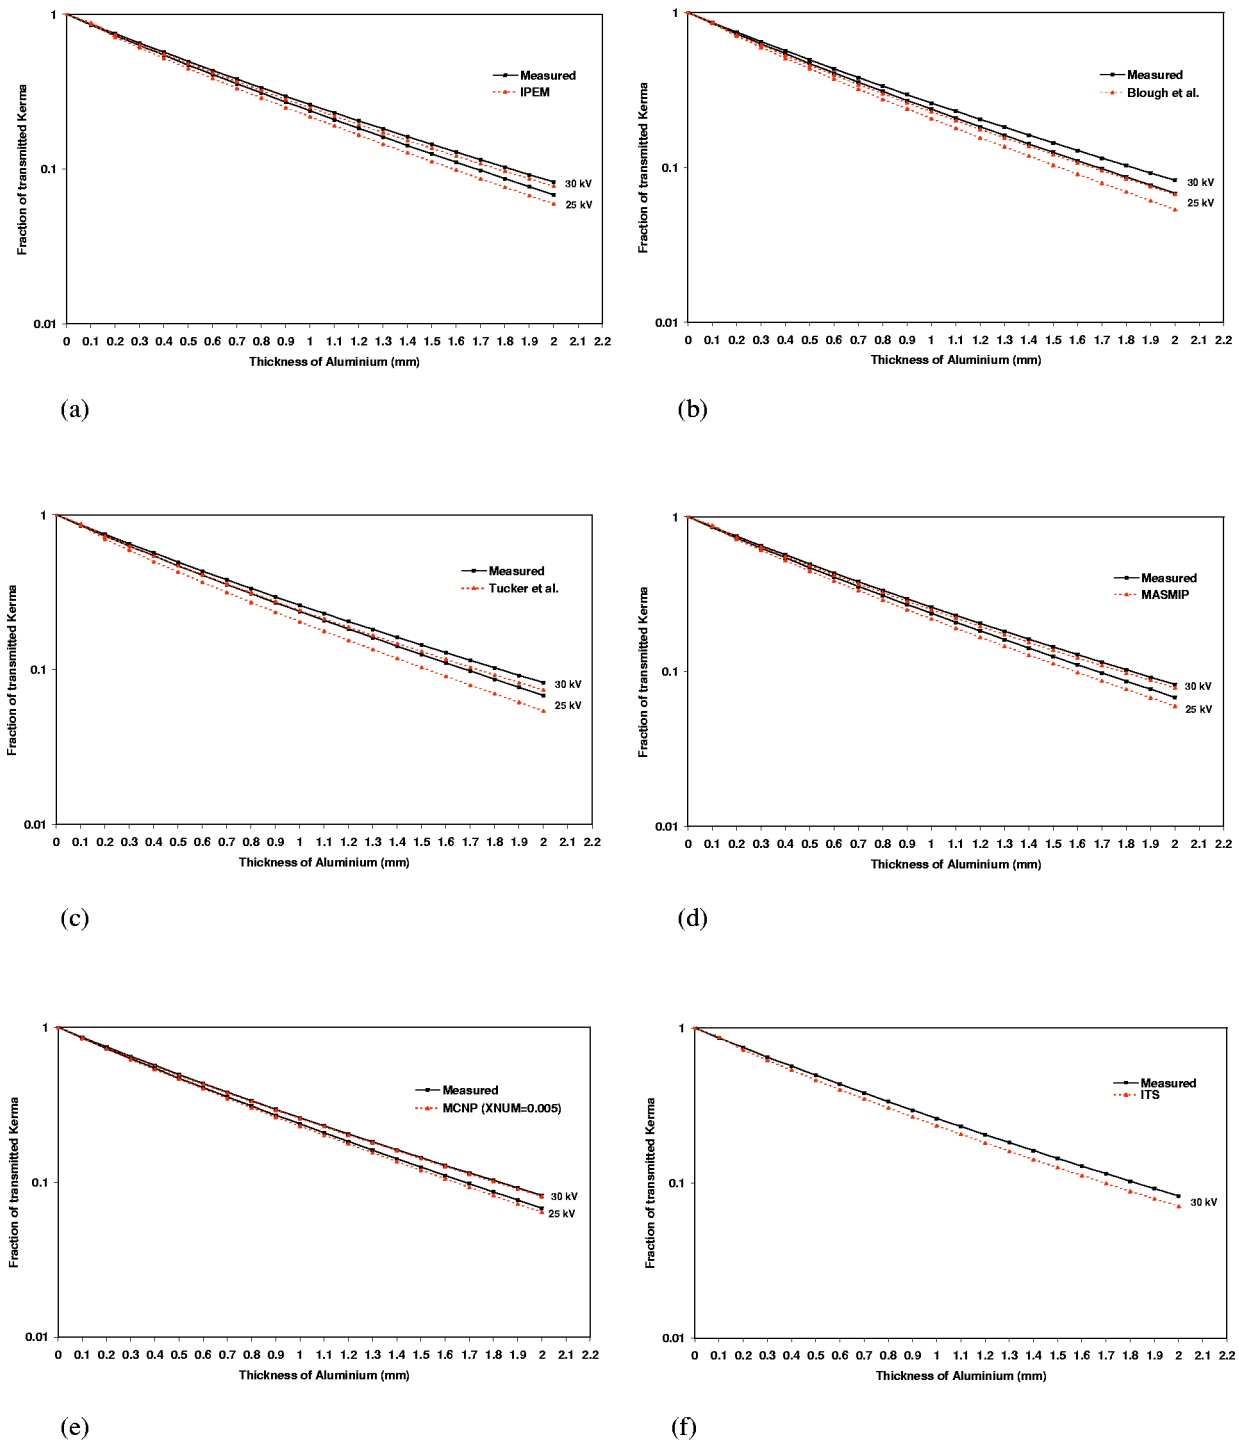 1
0.1
0.01
Fraction of transmitted Kerma
Measured
IPEM
30 kV
25 kV
0 0.1 0.2 0.3 0.4 0.5 0.6 0.7 0.8 0.9 1 1.1 1.2 1.3 1.4 1.5 1.6 1.7 1.8 1.9 2 2.1 2.2
Thickness of Aluminium (mm)
(a)
1
0.1
0.01
Fraction of transmitted Kerma
Measured
Blough et al.
30 kV
25 kV
0 0.1 0.2 0.3 0.4 0.5 0.6 0.7 0.8 0.9 1 1.1 1.2 1.3 1.4 1.5 1.6 1.7 1.8 1.9 2 2.1 2.2
Thickness of Aluminium (mm)
(b)
1
0.1
0.01
Fraction of transmitted Kerma
Measured
Tucker et al.
30 kV
25 kV
0 0.1 0.2 0.3 0.4 0.5 0.6 0.7 0.8 0.9 1 1.1 1.2 1.3 1.4 1.5 1.6 1.7 1.8 1.9 2 2.1 2.2
Thickness of Aluminium (mm)
(c)
1
0.1
0.01
Fraction of transmitted Kerma
Measured
MASMIP
30 kV
25 kV
0 0.1 0.2 0.3 0.4 0.5 0.6 0.7 0.8 0.9 1 1.1 1.2 1.3 1.4 1.5 1.6 1.7 1.8 1.9 2 2.1 2.2
Thickness of Aluminium (mm)
(d)
1
0.1
0.01
Fraction of transmitted Kerma
Measured
MCNP (XNUM=0.005)
30 kV
25 kV
0 0.1 0.2 0.3 0.4 0.5 0.6 0.7 0.8 0.9 1 1.1 1.2 1.3 1.4 1.5 1.6 1.7 1.8 1.9 2 2.1 2.2
Thickness of Aluminium (mm)
(e)
1
0.1
0.01
Fraction of transmitted Kerma
Measured
ITS
30 kV
0 0.1 0.2 0.3 0.4 0.5 0.6 0.7 0.8 0.9 1 1.1 1.2 1.3 1.4 1.5 1.6 1.7 1.8 1.9 2 2.1 2.2
Thickness of Aluminium (mm)
(f)